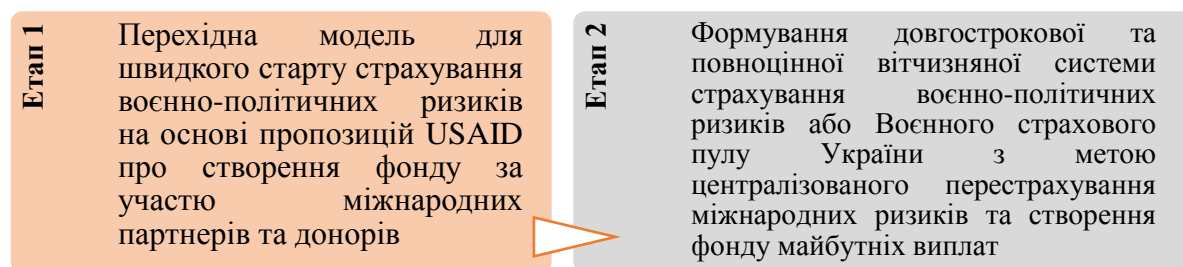 Етап 1
Перехідна модель для
швидкого старту страхування
воєнно-політичних ризиків
на основі пропозицій USAID
про створення фонду за
участю міжнародних
партнерів та донорів
Етап 2
Формування довгострокової та
повноцінної вітчизняної системи
страхування воєнно-політичних
ризиків або Воєнного страхового
пулу України з метою
централізованого перестрахування
міжнародних ризиків та створення
фонду майбутніх виплат